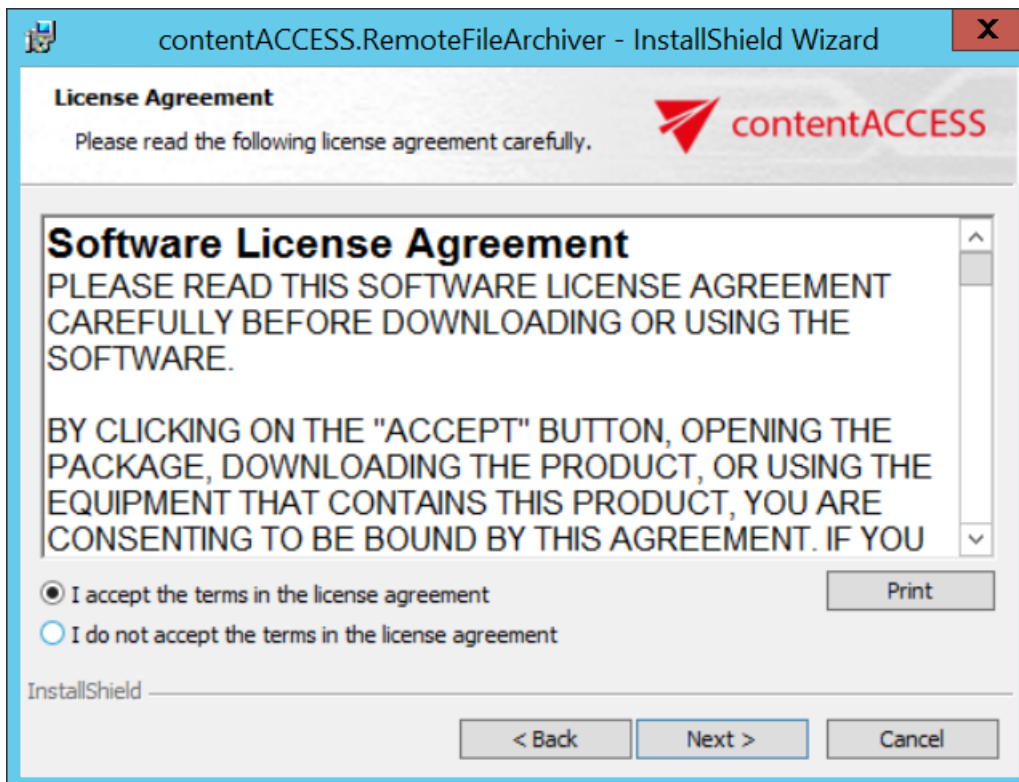 contentACCESS.RemoteFileArchiver - InstallShield Wizard
X
License Agreement
Please read the following license agreement carefully.
contentACCESS
Software License Agreement
PLEASE READ THIS SOFTWARE LICENSE AGREEMENT
CAREFULLY BEFORE DOWNLOADING OR USING THE
SOFTWARE.
BY CLICKING ON THE "ACCEPT" BUTTON, OPENING THE
PACKAGE, DOWNLOADING THE PRODUCT, OR USING THE
EQUIPMENT THAT CONTAINS THIS PRODUCT, YOU ARE
CONSENTING TO BE BOUND BY THIS AGREEMENT. IF YOU
I accept the terms in the license agreement
Print
I do not accept the terms in the license agreement
InstallShield
< Back
Next >
Cancel